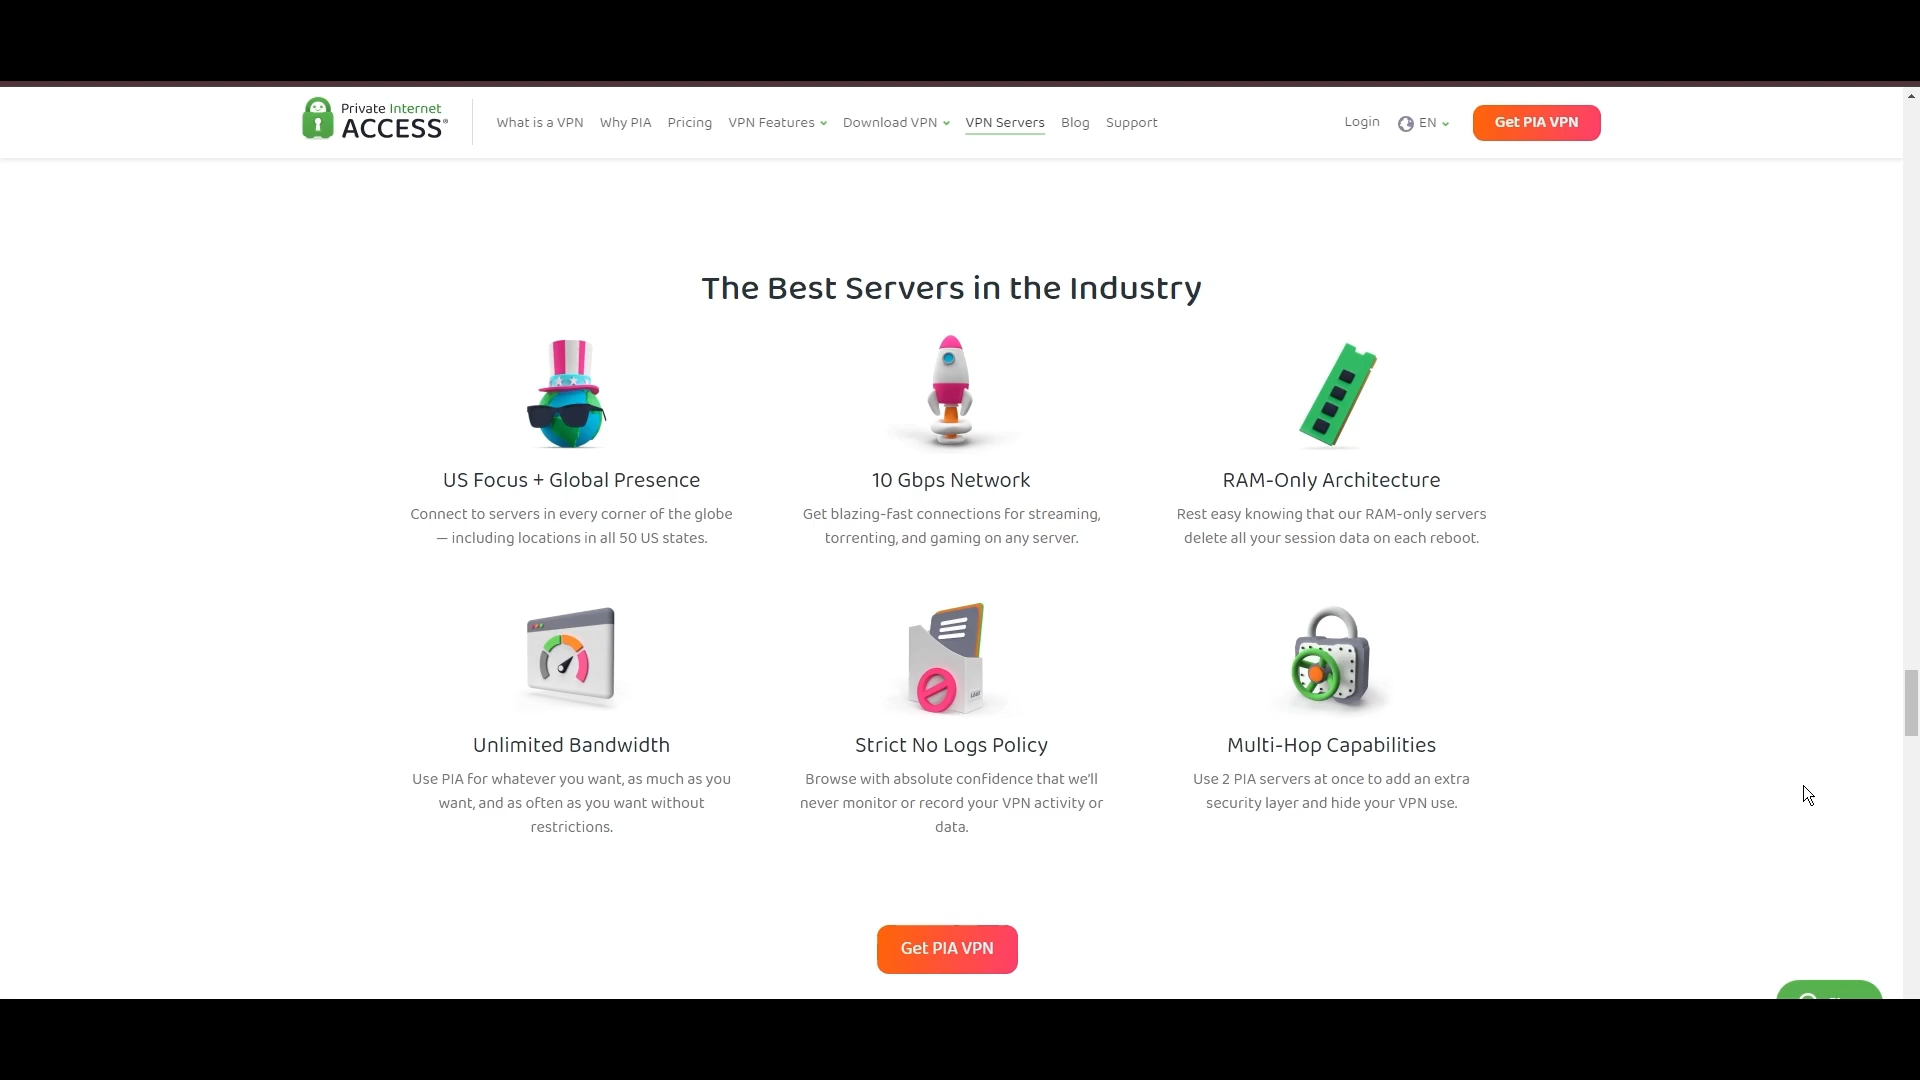 Private Internet
ACCESS®
What is a VPN Why PIA Pricing VPN Features Download VPN VPN Servers Blog Support Login EN Get PIA VPN
The Best Servers in the Industry
US Focus + Global Presence
Connect to servers in every corner of the globe
— including locations in all 50 US states.
10 Gbps Network
Get blazing-fast connections for streaming,
torrenting, and gaming on any server.
RAM-Only Architecture
Rest easy knowing that our RAM-only servers
delete all your session data on each reboot.
Unlimited Bandwidth
Use PIA for whatever you want, as much as you
want, and as often as you want without
restrictions.
Strict No Logs Policy
Browse with absolute confidence that we'll
never monitor or record your VPN activity or
data.
Multi-Hop Capabilities
Use 2 PIA servers at once to add an extra
security layer and hide your VPN use.
Get PIA VPN